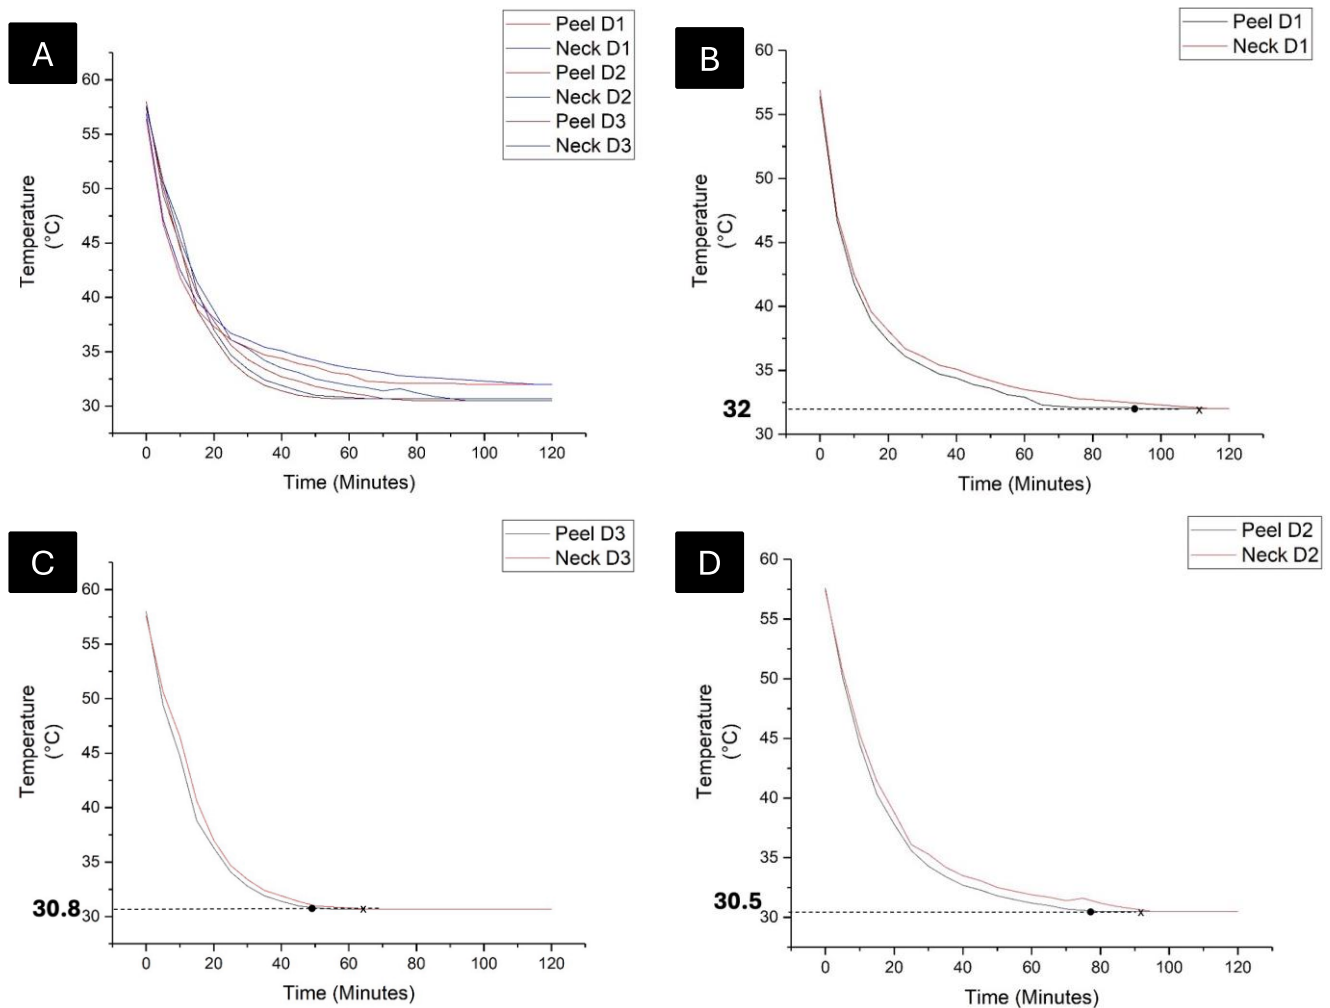 A
Peel D1
Neck D1
Peel D2
Neck D2
Peel D3
Neck D3
60
55
50
45
40
35
30
Temperature
(°C)
0 20 40 60 80 100 120
Time (Minutes)
B
Peel D1
Neck D1
60
55
50
45
40
35
30
32
Temperature
(°C)
x
0 20 40 60 80 100 120
Time (Minutes)
C
Peel D3
Neck D3
60
55
50
45
40
35
30
30.8
Temperature
(°C)
x
0 20 40 60 80 100 120
Time (Minutes)
D
Peel D2
Neck D2
60
55
50
45
40
35
30
30.5
Temperature
(°C)
x
0 20 40 60 80 100 120
Time (Minutes)